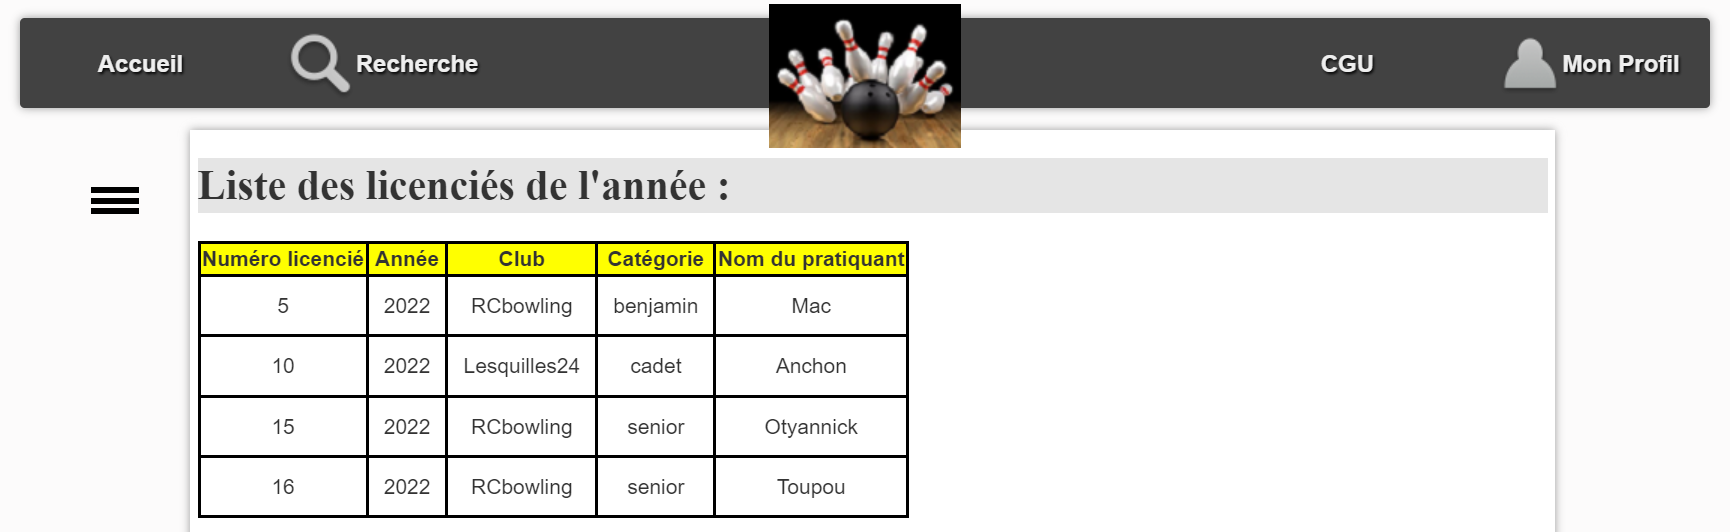 Accueil Recherche CGU Mon Profil
Liste des licenciés de l'année :
Numéro licencié Année Club Catégorie Nom du pratiquant
5 2022 RCbowling benjamin Mac
10 2022 Lesquilles24 cadet Anchon
15 2022 RCbowling senior Otyannick
16 2022 RCbowling senior Toupou